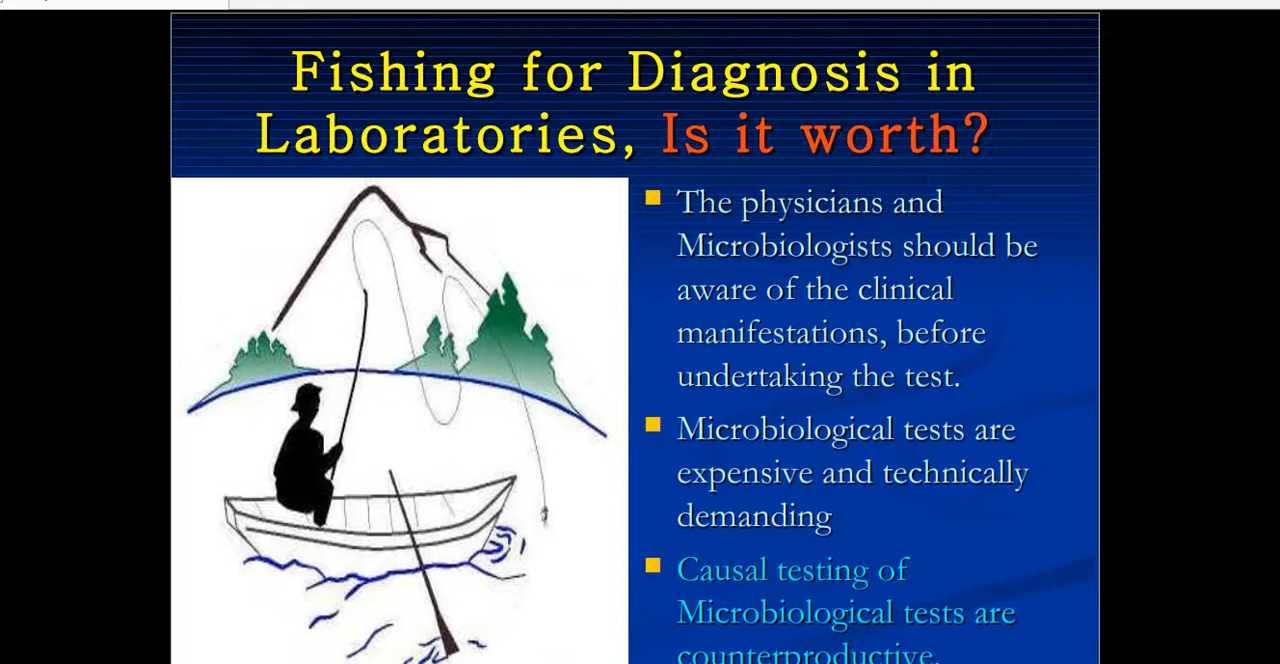 Fishing for Diagnosis in
Laboratories, Is it worth?
The physicians and
Microbiologists should be
aware of the clinical
manifestations, before
undertaking the test.
Microbiological tests are
expensive and technically
demanding
Causal testing of
Microbiological tests are
counterproductive.